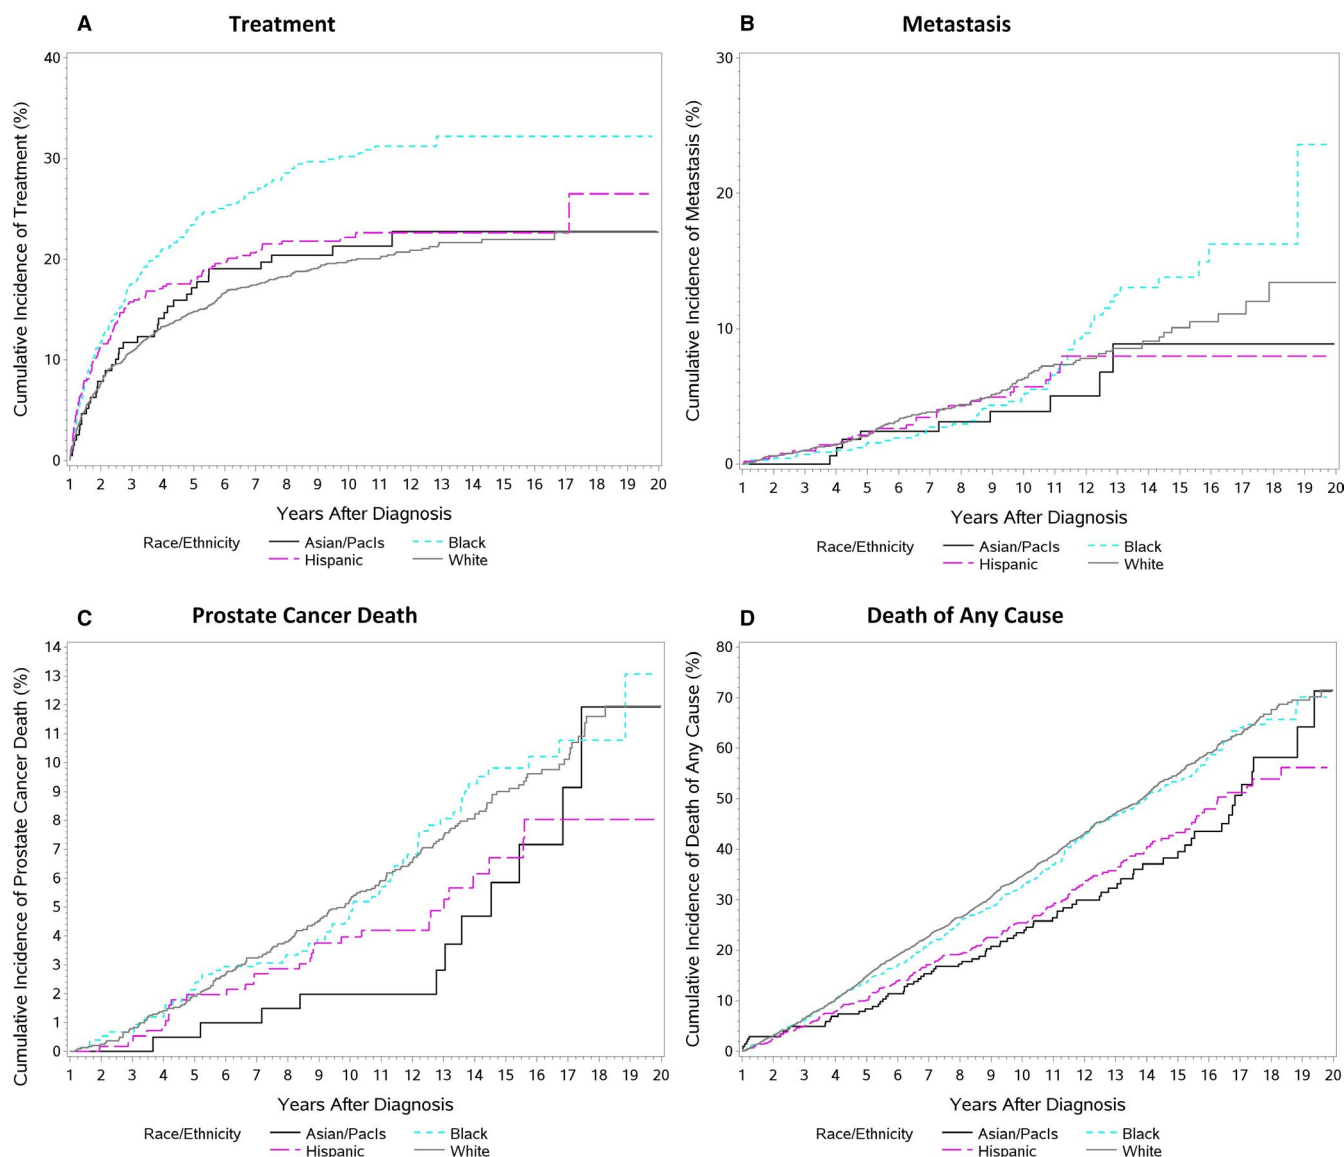 A Treatment
Cumulative Incidence of Treatment (%)
40
30
20
10
0
1 2 3 4 5 6 7 8 9 10 11 12 13 14 15 16 17 18 19 20
Years After Diagnosis
Race/Ethnicity Asian/PacIs Black
Hispanic White
B Metastasis
Cumulative Incidence of Metastasis (%)
30
20
10
0
1 2 3 4 5 6 7 8 9 10 11 12 13 14 15 16 17 18 19 20
Years After Diagnosis
Race/Ethnicity Asian/PacIs Black
Hispanic White
C Prostate Cancer Death
Cumulative Incidence of Prostate Cancer Death (%)
14
13
12
11
10
9
8
7
6
5
4
3
2
1
0
1 2 3 4 5 6 7 8 9 10 11 12 13 14 15 16 17 18 19 20
Years After Diagnosis
Race/Ethnicity Asian/PacIs Black
Hispanic White
D Death of Any Cause
Cumulative Incidence of Death of Any Cause (%)
80
70
60
50
40
30
20
10
0
1 2 3 4 5 6 7 8 9 10 11 12 13 14 15 16 17 18 19 20
Years After Diagnosis
Race/Ethnicity Asian/PacIs Black
Hispanic White